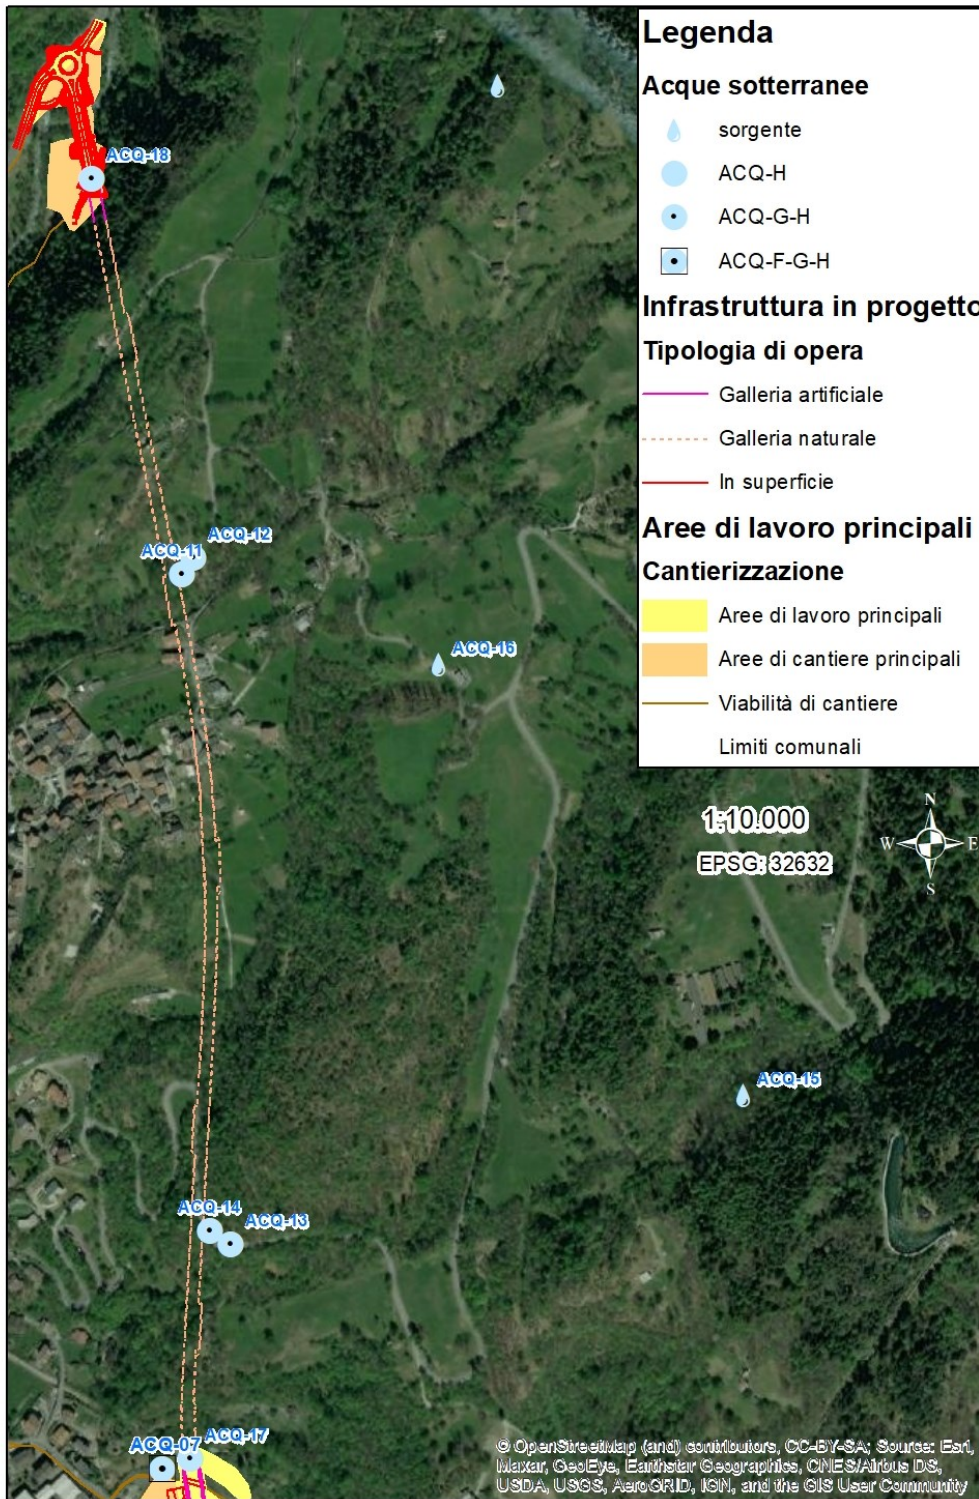 Legenda
Acque sotterranee
sorgente
ACQ-H
ACQ-G-H
ACQ-F-G-H
Infrastruttura in progetto
Tipologia di opera
Galleria artificiale
Galleria naturale
In superficie
Aree di lavoro principali
Cantierizzazione
Aree di lavoro principali
Aree di cantiere principali
Viabilità di cantiere
Limiti comunali
ACQ-18
ACQ-12
ACQ-11
ACQ-16
1:10.000
EPSG: 32632
N
W E
S
ACQ-15
ACQ-14
ACQ-13
ACQ-17
ACQ-07
© OpenStreetMap (and) contributors, CC-BY-SA; Source: Esri,
Maxar, GeoEye, Earthstar Geographics, CNES/Airbus DS,
USDA, USGS, AeroGRID, IGN, and the GIS User Community